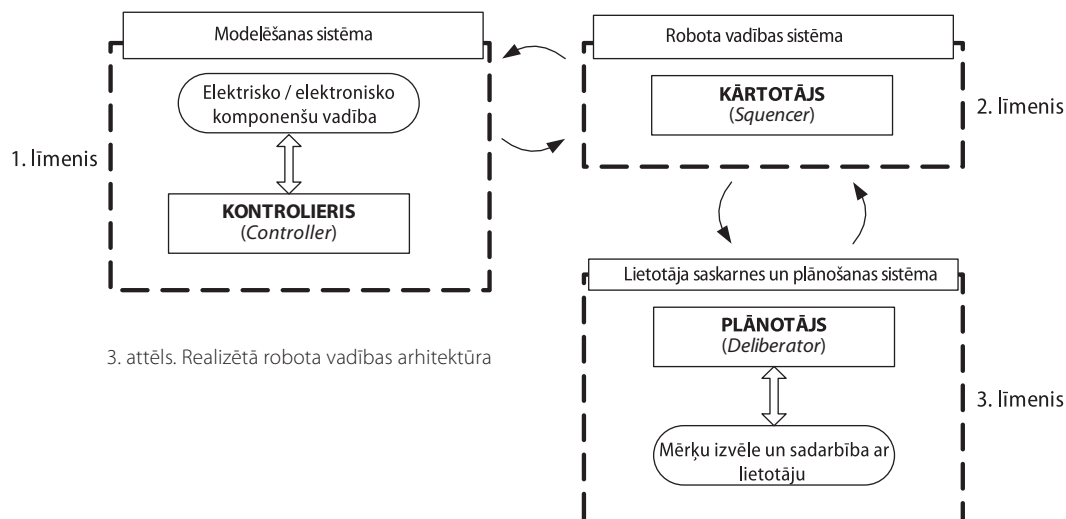 Modelēšanas sistēma
Elektrisko / elektronisko
komponenšu vadība
1. līmenis
KONTROLIERIS
(Controller)
Robota vadības sistēma
KĀRTOTĀJS
(Squencer)
2. līmenis
Lietotāja saskarnes un plānošanas sistēma
PLĀNOTĀJS
(Deliberator)
3. līmenis
Mērķu izvēle un sadarbība ar
lietotāju
3. attēls. Realizētā robota vadības arhitektūra